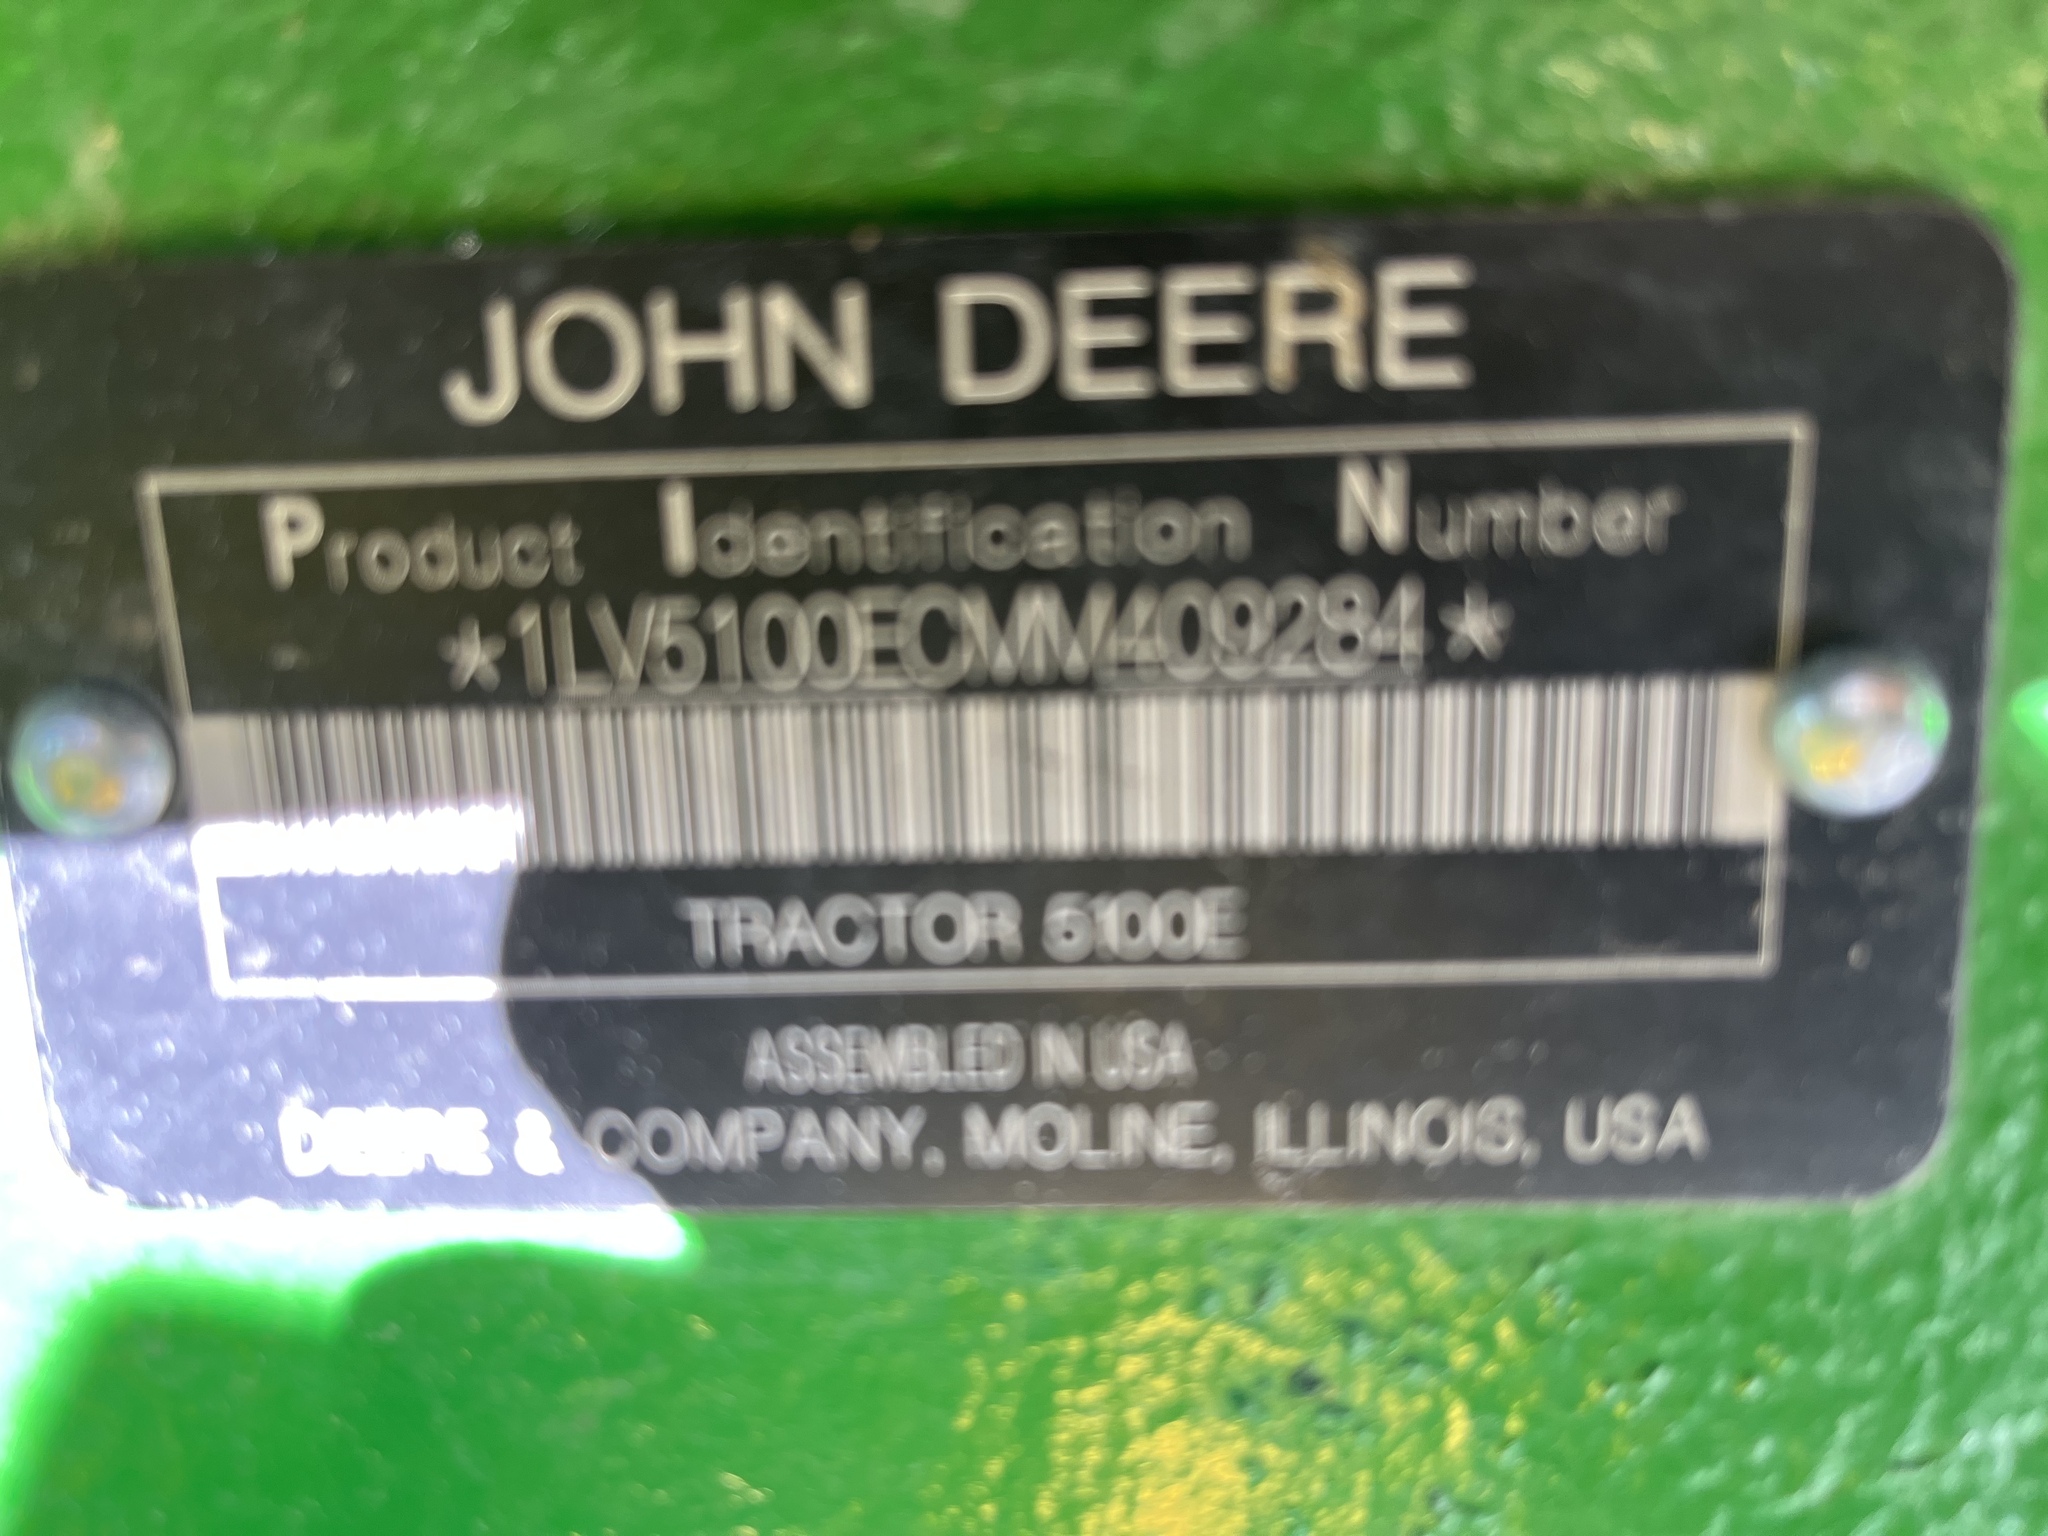 JOHN DEERE
Product Identification Number
*1LV5100ECMM409284*
TRACTOR 5100E
ASSEMBLED IN USA
DEERE & COMPANY, MOLINE, ILLINOIS, USA